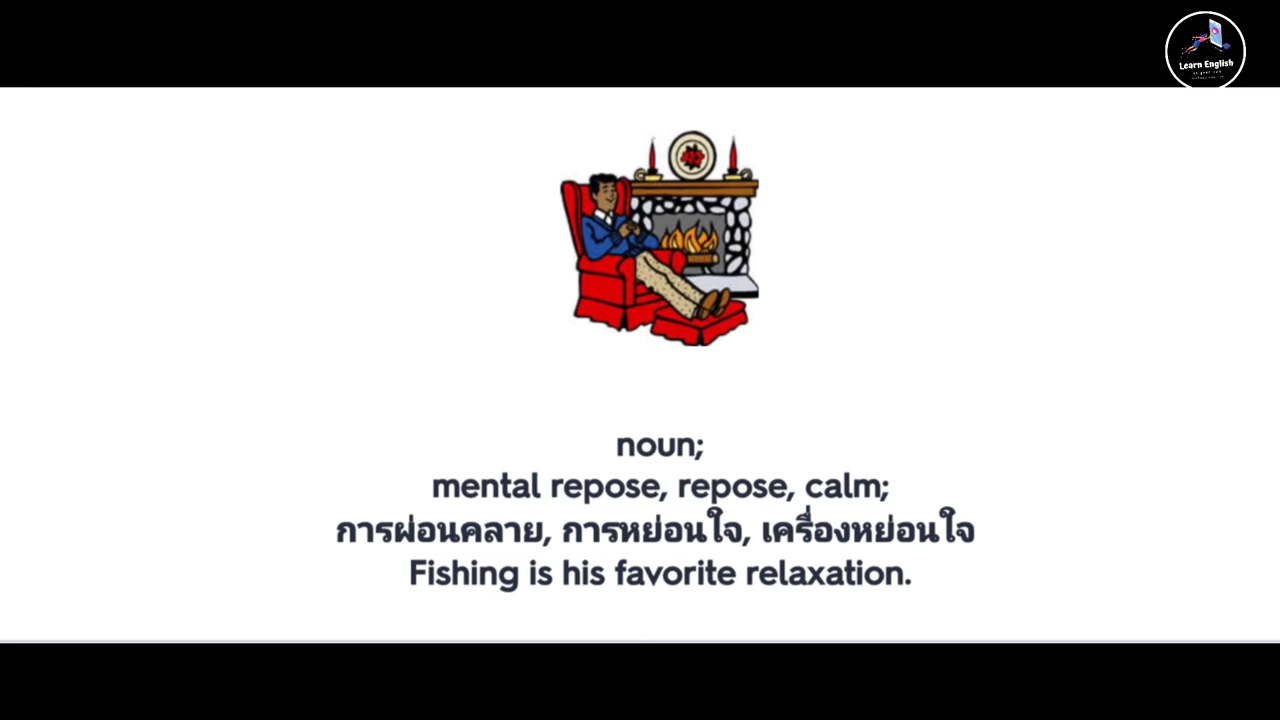 Learn English
noun;
mental repose, repose, calm;
การผ่อนคลาย, การหย่อนใจ, เครื่องหย่อนใจ
Fishing is his favorite relaxation.